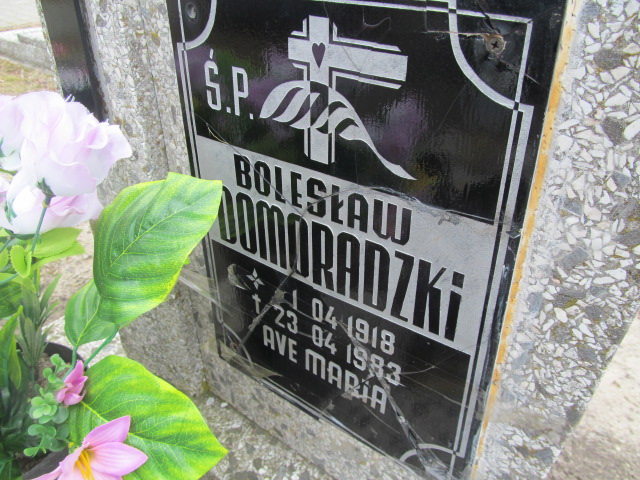 Ś.P.
BOLESŁAW
DOMORADZKi
1 04 1918
23 04 1983
AVE MARiA